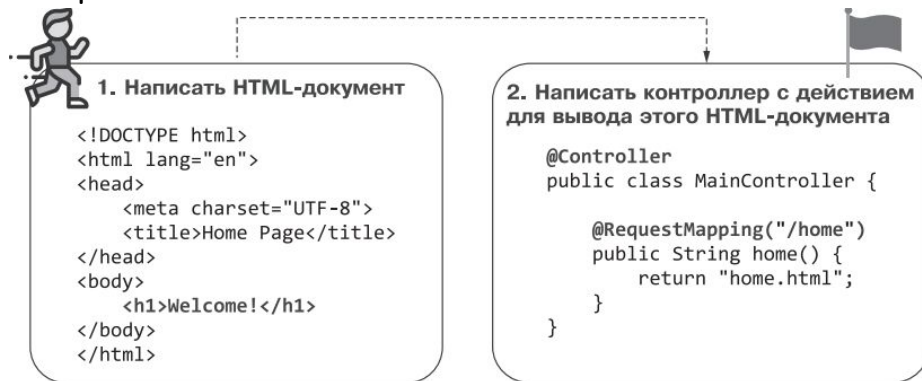 1. Написать HTML-документ
<!DOCTYPE html>
<html lang="en">
<head>
    <meta charset="UTF-8">
    <title>Home Page</title>
</head>
<body>
    <h1>Welcome!</h1>
</body>
</html>
2. Написать контроллер с действием
для вывода этого HTML-документа
@Controller
public class MainController {
    @RequestMapping("/home")
    public String home() {
        return "home.html";
    }
}